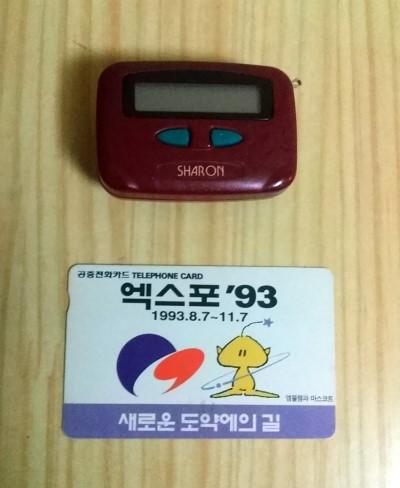 SHARON
공중전화카드 TELEPHONE CARD
엑스포 '93
1993.8.7~11.7
엠블렘과 마스코트
새로운 도약에의 길